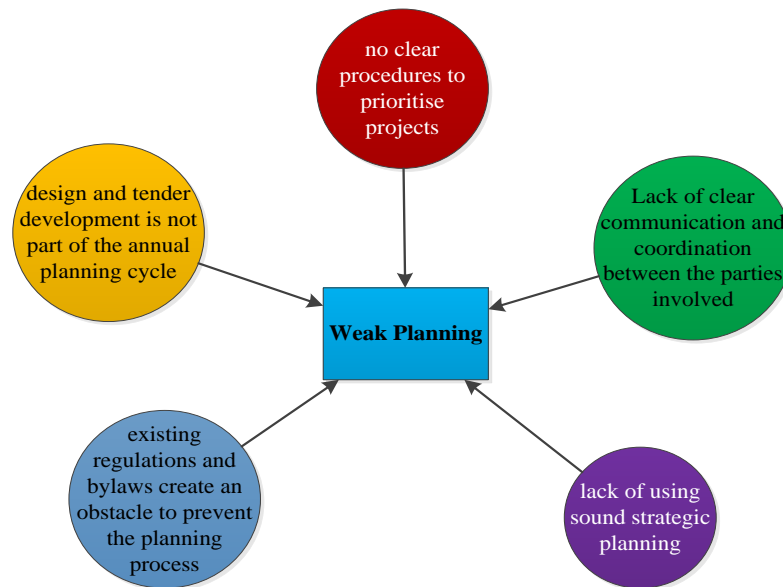 no clear
procedures to
prioritise
projects
design and tender
development is not
part of the annual
planning cycle
Lack of clear
communication and
coordination
between the parties
involved
Weak Planning
existing
regulations and
bylaws create an
obstacle to prevent
the planning
process
lack of using
sound strategic
planning